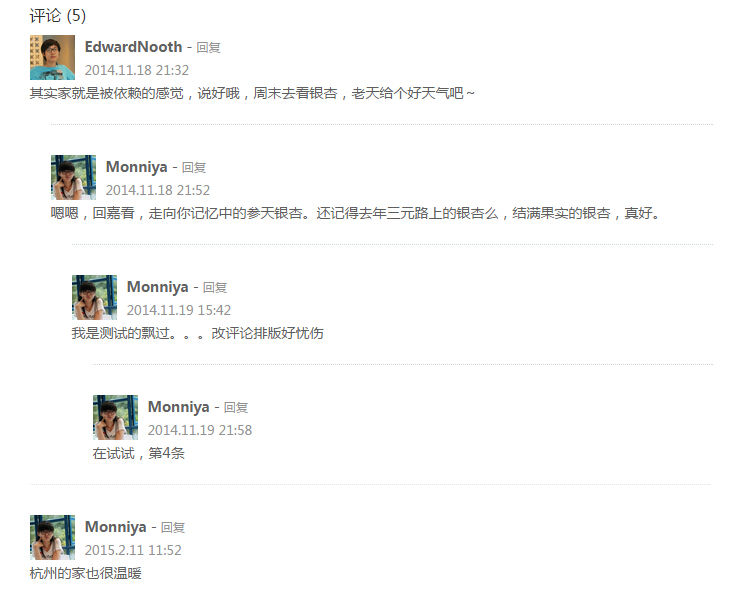 评论 (5)
EdwardNooth - 回复
2014.11.18 21:32
其实家就是被依赖的感觉，说好哦，周末去看银杏，老天给个好天气吧～
Monniya - 回复
2014.11.18 21:52
嗯嗯，回嘉看，走向你记忆中的参天银杏。还记得去年三元路上的银杏么，结满果实的银杏，真好。
Monniya - 回复
2014.11.19 15:42
我是测试的飘过。。。改评论排版好忧伤
Monniya - 回复
2014.11.19 21:58
在试试，第4条
Monniya - 回复
2015.2.11 11:52
杭州的家也很温暖